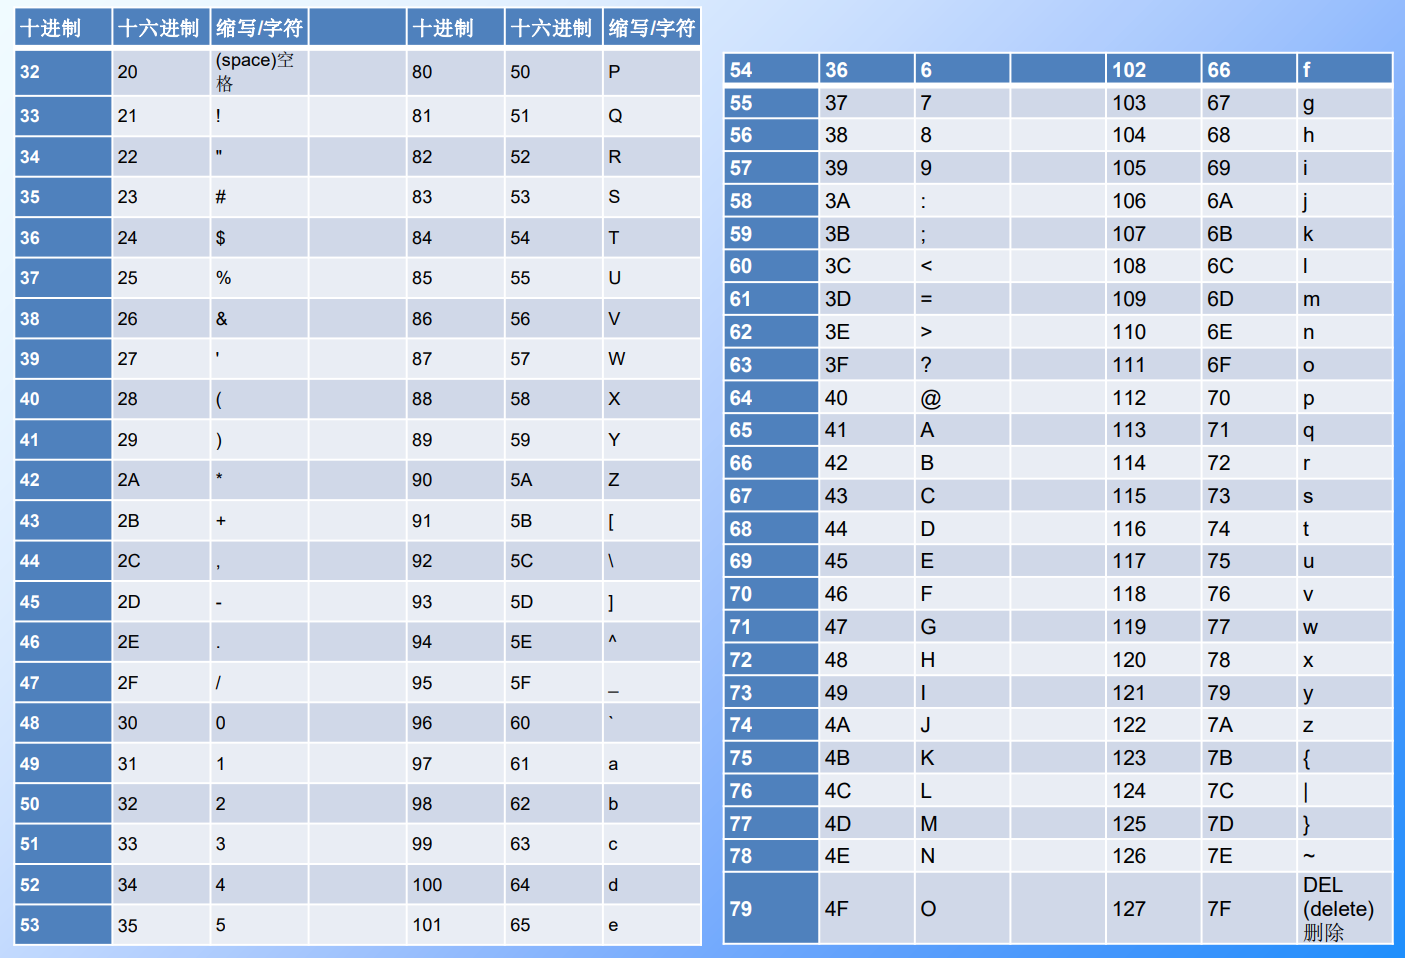 十进制 十六进制 缩写/字符 十进制 十六进制 缩写/字符
32 20 (space)空格 80 50 P
33 21 ! 81 51 Q
34 22 " 82 52 R
35 23 # 83 53 S
36 24 $ 84 54 T
37 25 % 85 55 U
38 26 & 86 56 V
39 27 ' 87 57 W
40 28 ( 88 58 X
41 29 ) 89 59 Y
42 2A * 90 5A Z
43 2B + 91 5B [
44 2C , 92 5C \
45 2D - 93 5D ]
46 2E . 94 5E ^
47 2F / 95 5F _
48 30 0 96 60 `
49 31 1 97 61 a
50 32 2 98 62 b
51 33 3 99 63 c
52 34 4 100 64 d
53 35 5 101 65 e
54 36 6 102 66 f
55 37 7 103 67 g
56 38 8 104 68 h
57 39 9 105 69 i
58 3A : 106 6A j
59 3B ; 107 6B k
60 3C < 108 6C l
61 3D = 109 6D m
62 3E > 110 6E n
63 3F ? 111 6F o
64 40 @ 112 70 p
65 41 A 113 71 q
66 42 B 114 72 r
67 43 C 115 73 s
68 44 D 116 74 t
69 45 E 117 75 u
70 46 F 118 76 v
71 47 G 119 77 w
72 48 H 120 78 x
73 49 I 121 79 y
74 4A J 122 7A z
75 4B K 123 7B {
76 4C L 124 7C |
77 4D M 125 7D }
78 4E N 126 7E ~
79 4F O 127 7F DEL (delete) 删除